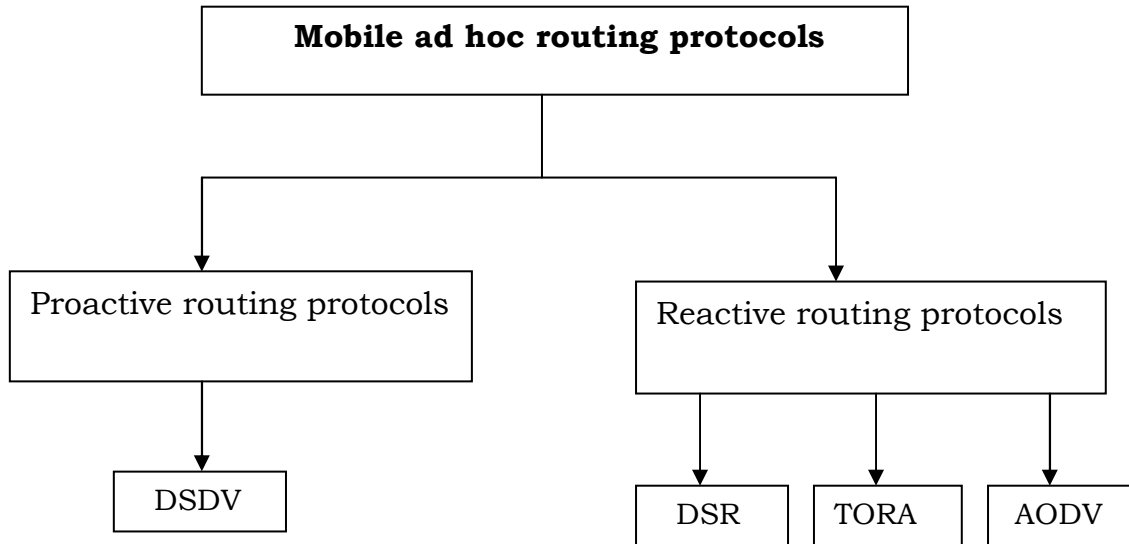 Mobile ad hoc routing protocols
Proactive routing protocols
Reactive routing protocols
DSDV
DSR
TORA
AODV